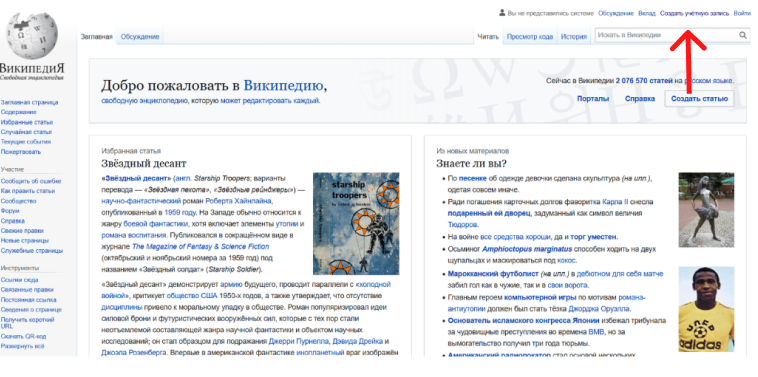 Вы не представились системе Обсуждение Вклад Создать учётную запись Войти
Заглавная Обсуждение
Читать Просмотр кода История Искать в Википедии
ВикипедиЯ
Свободная энциклопедия
Добро пожаловать в Википедию,
свободную энциклопедию, которую может редактировать каждый.
Сейчас в Википедии 2 076 570 статей на русском языке.
Порталы Справка Создать статью
Заглавная страница
Содержание
Избранные статьи
Случайная статья
Текущие события
Пожертвовать
Участие
Сообщить об ошибке
Как править статьи
Сообщество
Форум
Справка
Свежие правки
Новые страницы
Служебные страницы
Инструменты
Ссылки сюда
Связанные правки
Постоянная ссылка
Сведения о странице
Получить короткий
URL
Скачать QR-код
Развернуть всё
Избранная статья
Звёздный десант
«Звёздный десант» (англ. Starship Troopers; варианты
перевода — «Звёздная пехота», «Звёздные рейнджеры») —
научно-фантастический роман Роберта Хайнлайна,
опубликованный в 1959 году. На Западе обычно относится к
жанру боевой фантастики, хотя включает элементы утопии и
романа воспитания. Публиковался в сокращённом виде в
журнале The Magazine of Fantasy & Science Fiction
(октябрьский и ноябрьский номера за 1959 год) под
названием «Звёздный солдат» (Starship Soldier).
starship
troopers
«Звёздный десант» демонстрирует армию будущего, проводит параллели с «холодной
войной», критикует общество США 1950-х годов, а также утверждает, что отсутствие
дисциплины привело к моральному упадку в обществе. Роман популяризировал идеи
силовой брони и футуристических вооружённых сил, которые с тех пор стали
неотъемлемой составляющей жанра научной фантастики и объектом научных
исследований; он стал образцом для подражания Джерри Пурнелла, Дэвида Дрейка и
Джоэла Розенберга. Впервые в американской фантастике инопланетный враг изображён
Из новых материалов
Знаете ли вы?
По песенке об одежде девочки сделана скульптура (на илл.),
одетая совсем иначе.
Ради погашения карточных долгов фаворитка Карла II снесла
подаренный ей дворец, задуманный как символ величия
Тюдоров.
На войне все средства хороши, да и торг уместен.
Осьминог Amphioctopus marginatus способен ходить на двух
щупальцах и маскироваться под кокос.
Марокканский футболист (на илл.) в дебютном для себя матче
забил гол как в чужие, так и в свои ворота.
Главным героем компьютерной игры по мотивам романа-
антиутопии должен был стать тёзка Джорджа Оруэлла.
Основатель исламского конгресса Японии избежал трибунала
за чудовищные преступления во времена ВМВ, но за
вымогательство получил три года тюрьмы.
Американский радиолокатор стал основой нескольких
adidas